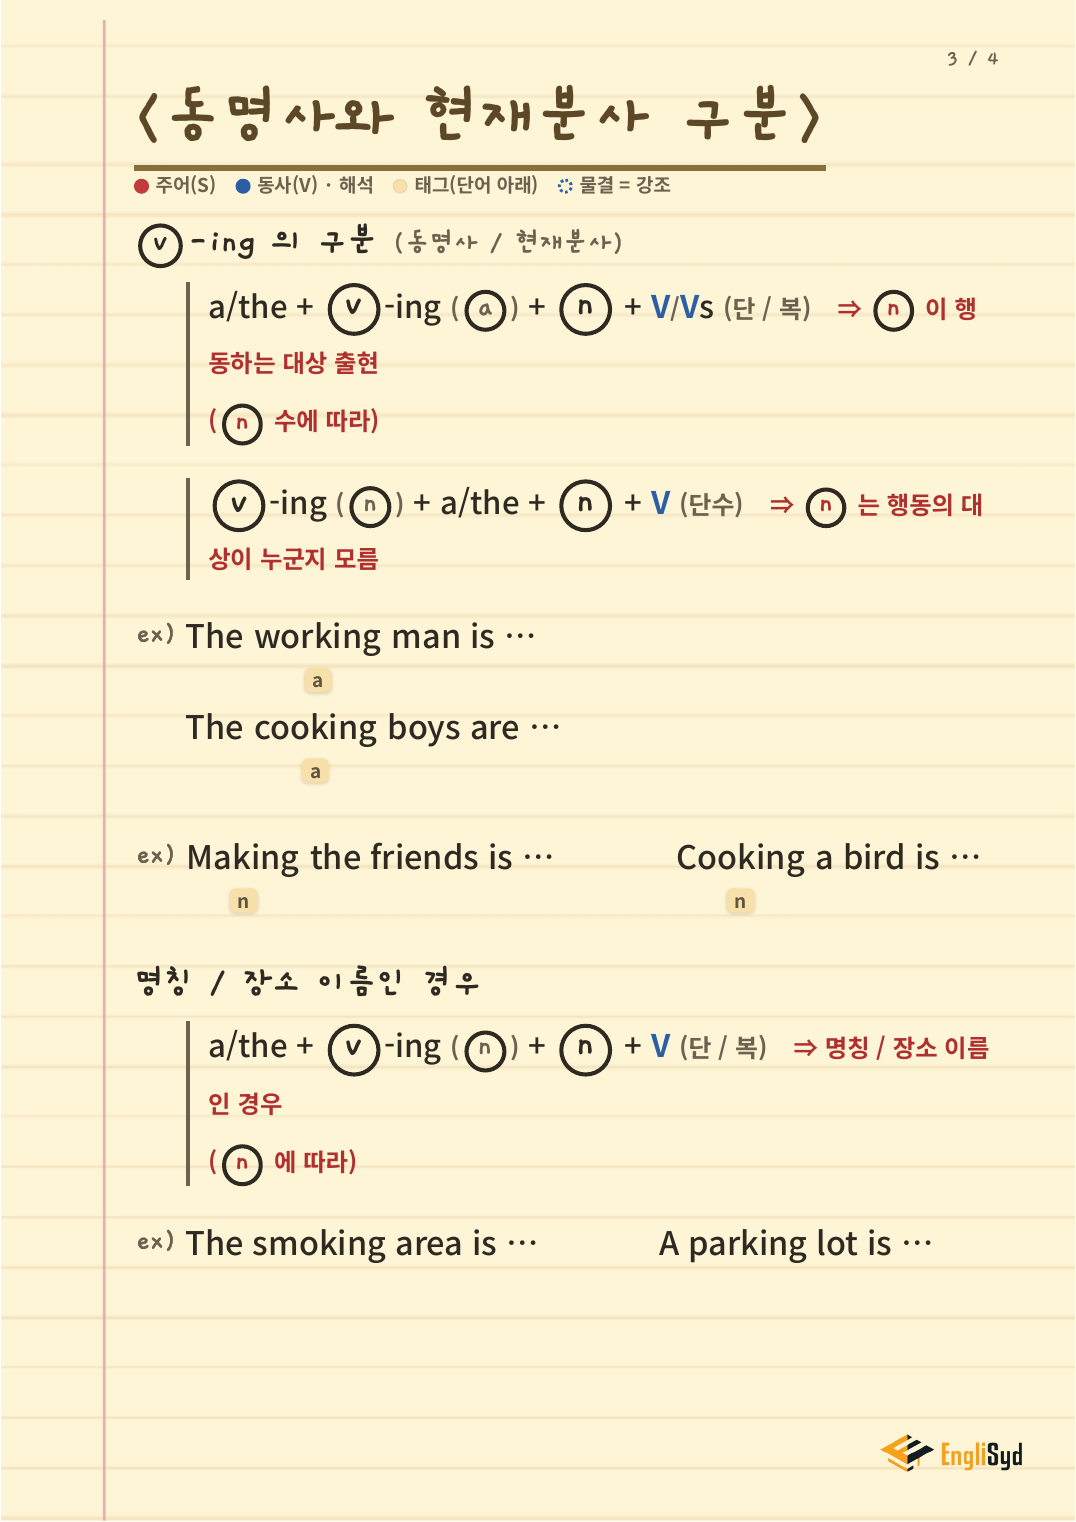 3 / 4
<동명사와 현재분사 구분>
주어(S) 동사(V) · 해석 태그(단어 아래) 물결 = 강조
v -ing 의 구분 (동명사 / 현재분사)
a/the + v -ing (a) + n + V/Vs (단 / 복) ⇒ n 이 행
동하는 대상 출현
(n 수에 따라)
v -ing (n) + a/the + n + V (단수) ⇒ n 는 행동의 대
상이 누군지 모름
ex) The working man is ⋯
a
The cooking boys are ⋯
a
ex) Making the friends is ⋯ Cooking a bird is ⋯
n n
명칭 / 장소 이름인 경우
a/the + v -ing (n) + n + V (단 / 복) ⇒ 명칭 / 장소 이름
인 경우
(n 에 따라)
ex) The smoking area is ⋯ A parking lot is ⋯
EngliSyd